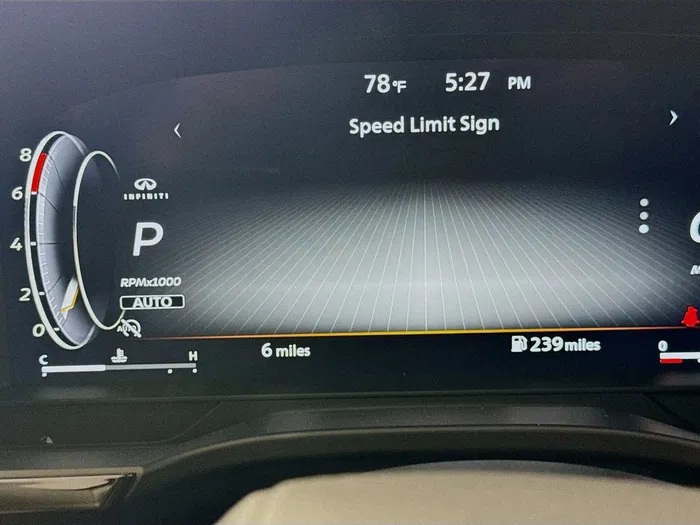 78°F 5:27 PM
‹ Speed Limit Sign ›
8
6
4
2
0
INFINITI
P
RPMx1000
AUTO
AUTO
C H
6 miles
239 miles
0